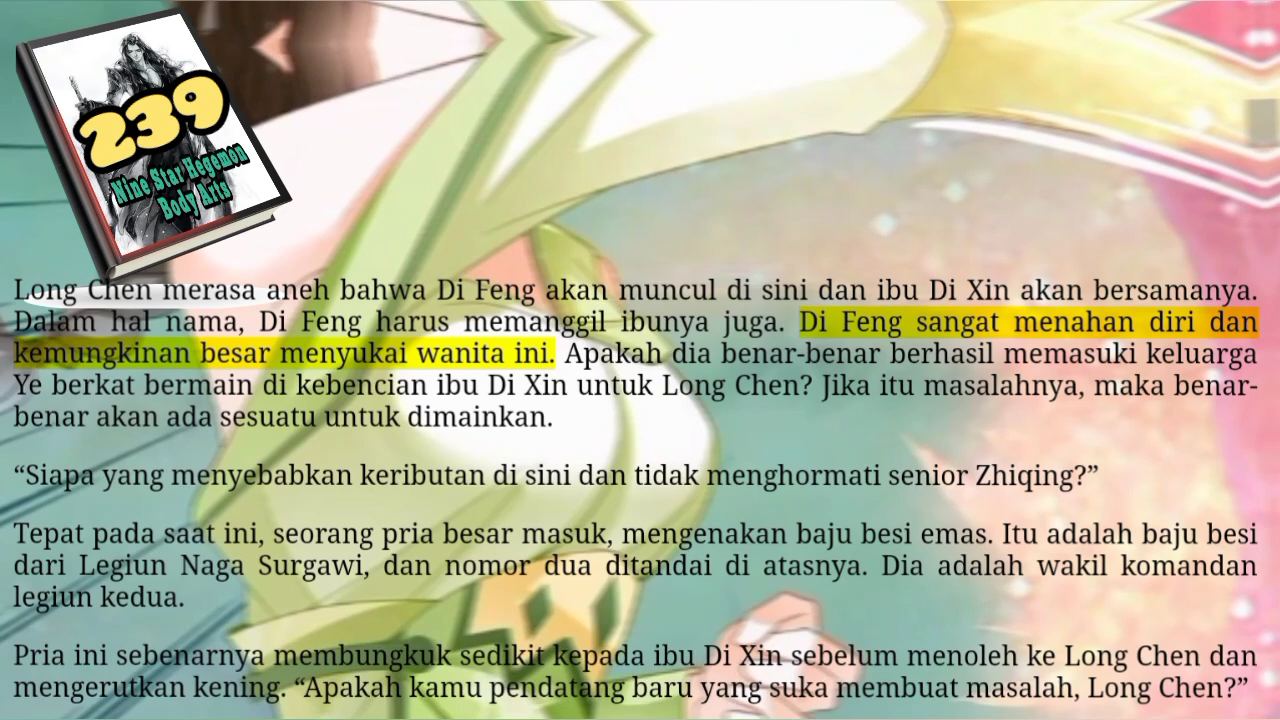 239
Nine Star Hegemon
Body Arts
Long Chen merasa aneh bahwa Di Feng akan muncul di sini dan ibu Di Xin akan bersamanya.
Dalam hal nama, Di Feng harus memanggil ibunya juga. Di Feng sangat menahan diri dan
kemungkinan besar menyukai wanita ini. Apakah dia benar-benar berhasil memasuki keluarga
Ye berkat bermain di kebencian ibu Di Xin untuk Long Chen? Jika itu masalahnya, maka benar-
benar akan ada sesuatu untuk dimainkan.
“Siapa yang menyebabkan keributan di sini dan tidak menghormati senior Zhiqing?”
Tepat pada saat ini, seorang pria besar masuk, mengenakan baju besi emas. Itu adalah baju besi
dari Legiun Naga Surgawi, dan nomor dua ditandai di atasnya. Dia adalah wakil komandan
legiun kedua.
Pria ini sebenarnya membungkuk sedikit kepada ibu Di Xin sebelum menoleh ke Long Chen dan
mengerutkan kening. “Apakah kamu pendatang baru yang suka membuat masalah, Long Chen?”